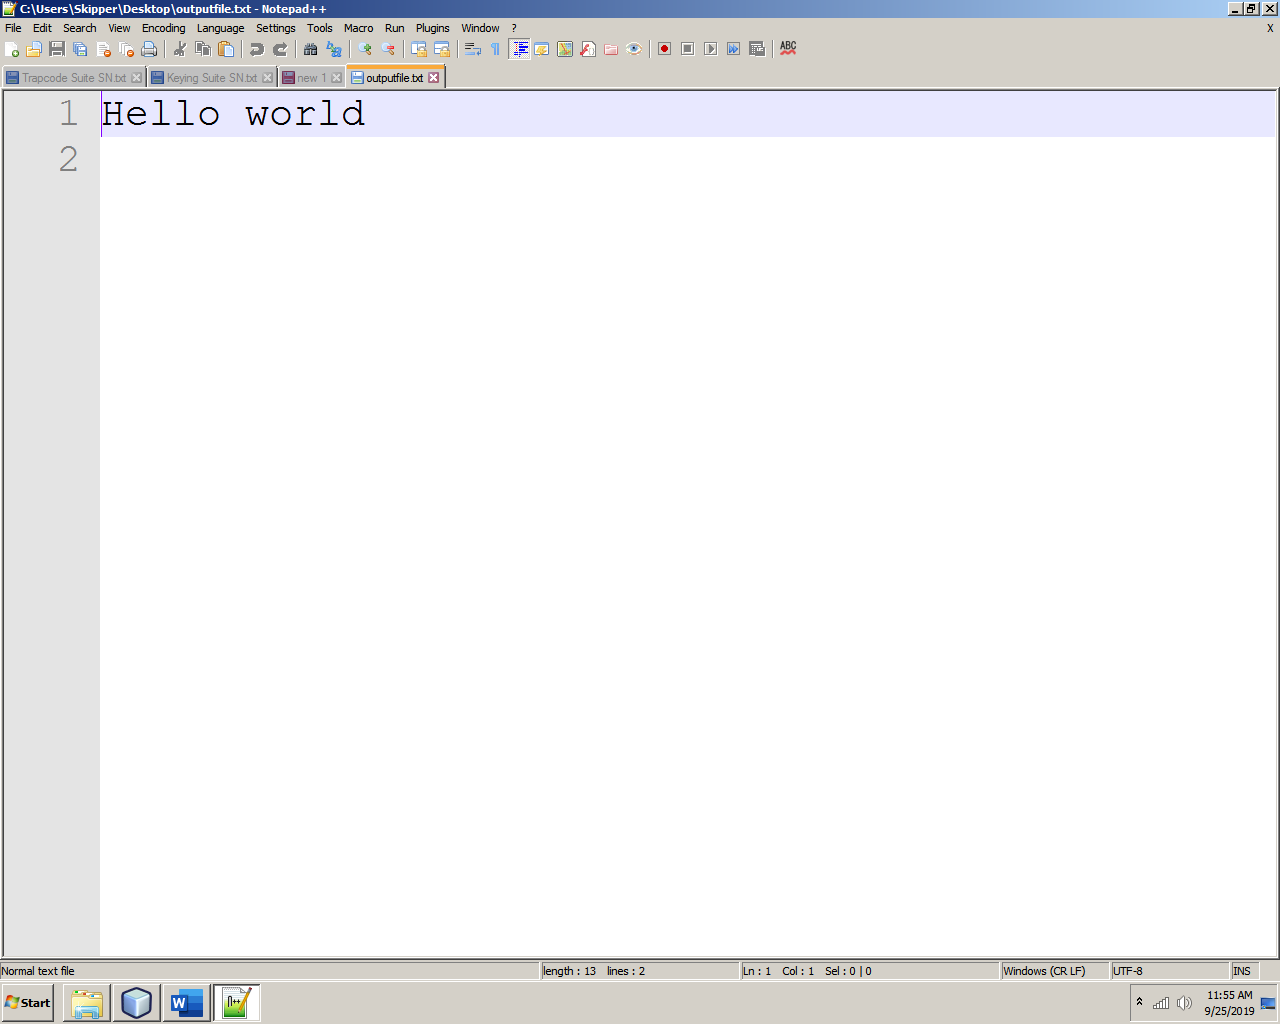 C:\Users\Skipper\Desktop\outputfile.txt - Notepad++
File Edit Search View Encoding Language Settings Tools Macro Run Plugins Window ? X
ABC
Trapcode Suite SN.txt Keying Suite SN.txt new 1 outputfile.txt
1 Hello world
2
Normal text file length : 13 lines : 2 Ln : 1 Col : 1 Sel : 0 | 0 Windows (CR LF) UTF-8 INS
Start W 11:55 AM
9/25/2019